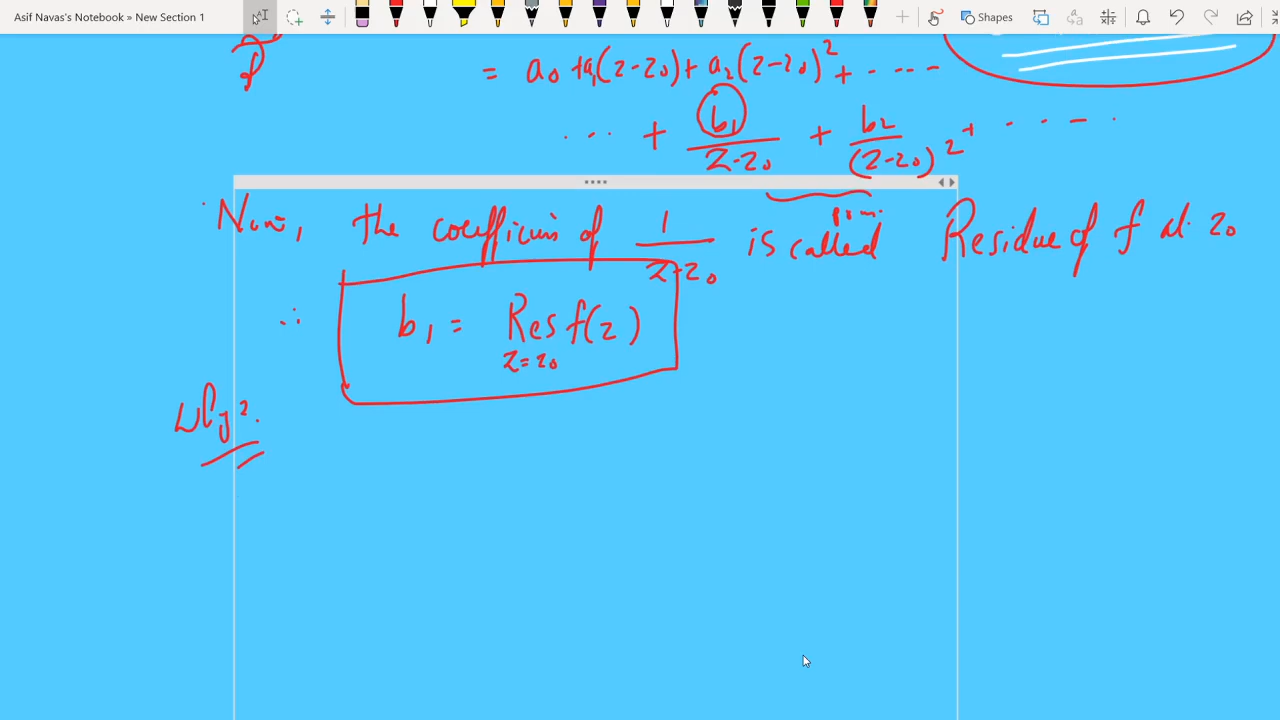 Asif Navas's Notebook » New Section 1
Shapes
= a₀ + a₁(z-z₀) + a₂(z-z₀)² + - ---
... + b₁/(z-z₀) + b₂/(z-z₀)² + - - - .
Now, the coefficien of 1/(z-z₀) is called Residue of f at z₀
∴ b₁ = Res f(z)
z=z₀
Why?